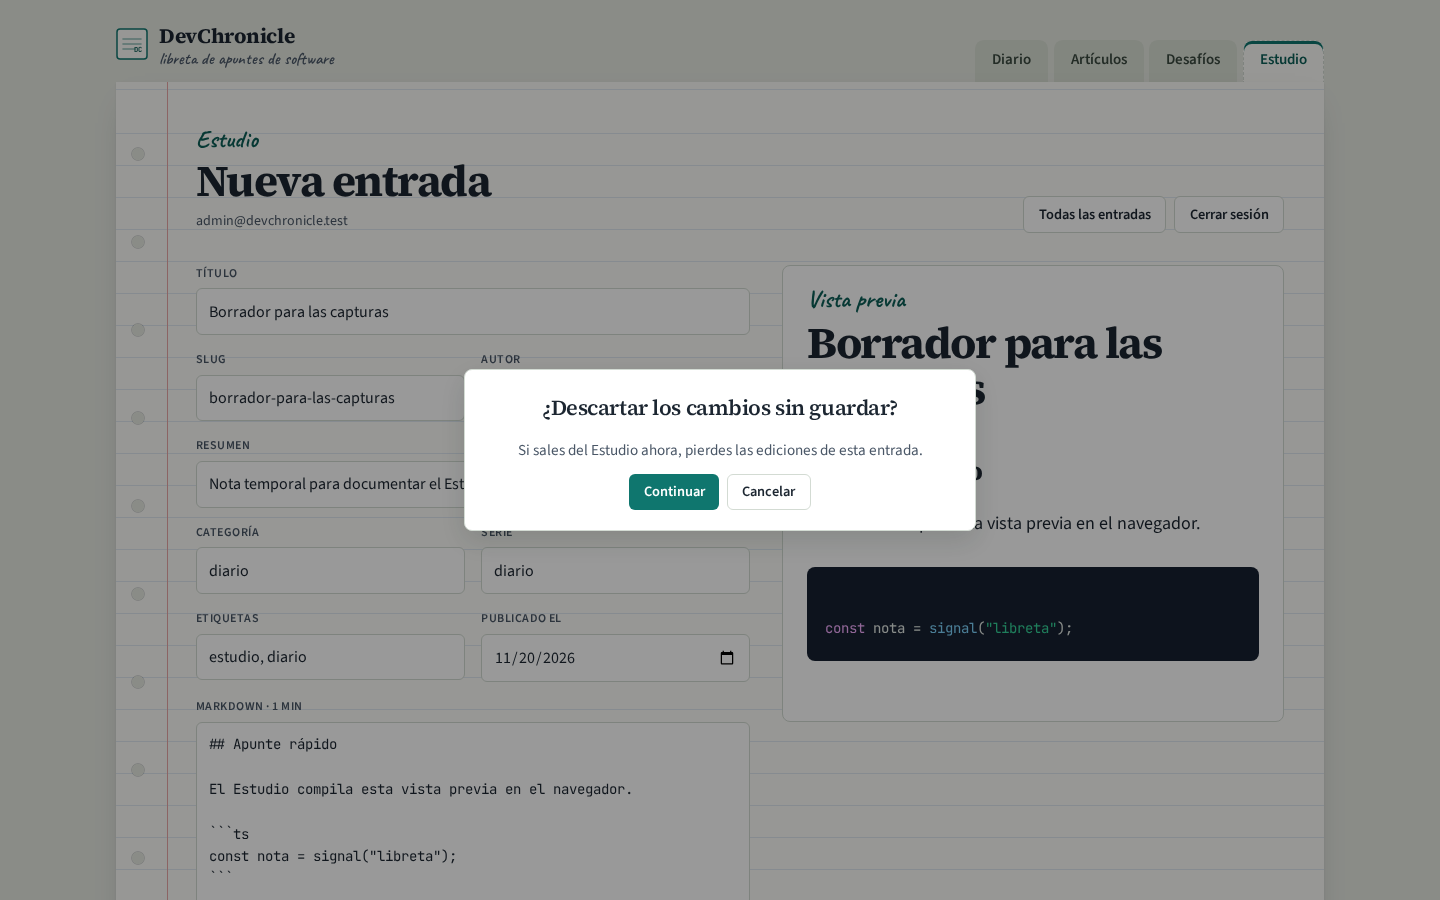 DevChronicle
libreta de apuntes de software
DC
Diario
Artículos
Desafíos
Estudio
Estudio
Nueva entrada
admin@devchronicle.test
Todas las entradas
Cerrar sesión
TÍTULO
Borrador para las capturas
SLUG
AUTOR
borrador-para-las-capturas
RESUMEN
Nota temporal para documentar el Est
CATEGORÍA
SERIE
diario
diario
ETIQUETAS
PUBLICADO EL
estudio, diario
11/20/2026
MARKDOWN · 1 MIN
## Apunte rápido
El Estudio compila esta vista previa en el navegador.
```ts
const nota = signal("libreta");
```
Vista previa
Borrador para las
s
o
a vista previa en el navegador.
const nota = signal("libreta");
¿Descartar los cambios sin guardar?
Si sales del Estudio ahora, pierdes las ediciones de esta entrada.
Continuar
Cancelar